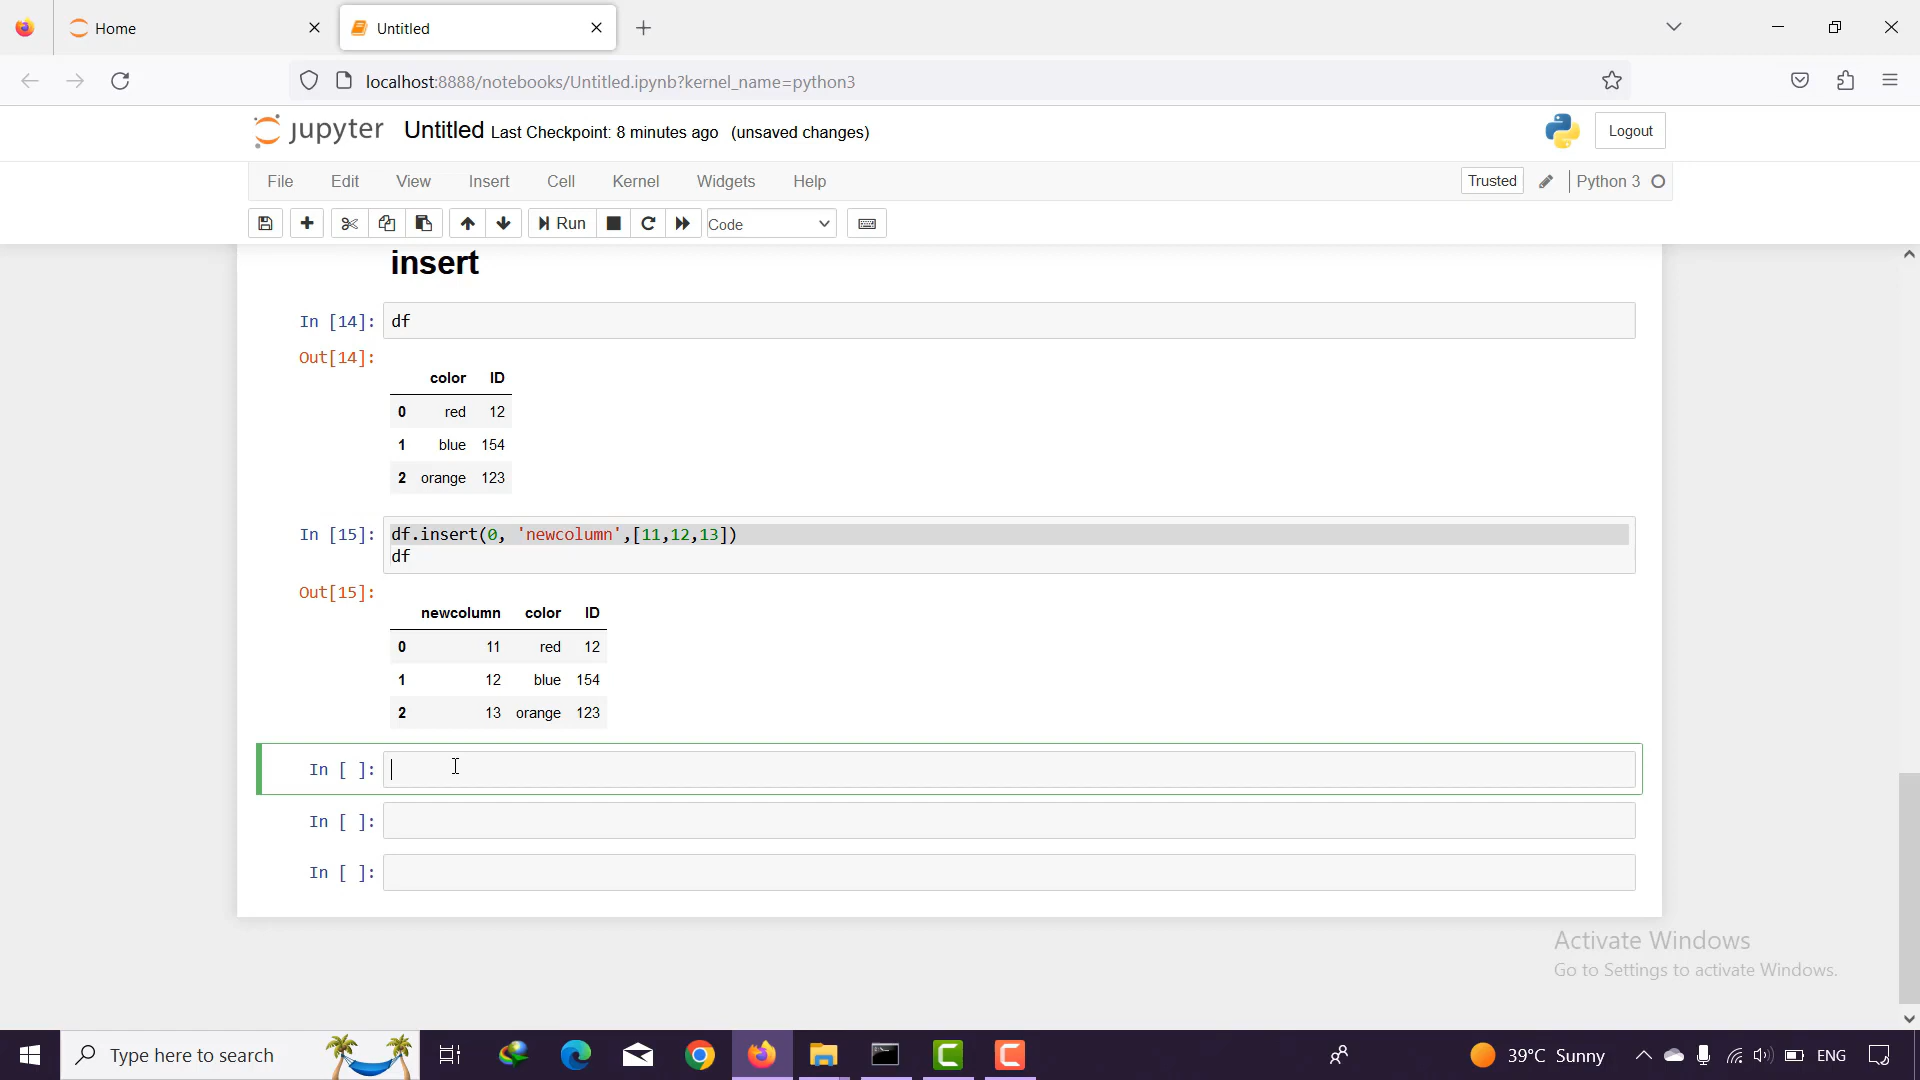 Home
Untitled
localhost:8888/notebooks/Untitled.ipynb?kernel_name=python3
jupyter Untitled Last Checkpoint: 8 minutes ago (unsaved changes)
Logout
File Edit View Insert Cell Kernel Widgets Help
Trusted
Python 3
Run
Code
insert
In [14]: df
Out[14]:
color ID
0 red 12
1 blue 154
2 orange 123
In [15]: df.insert(0, 'newcolumn',[11,12,13])
df
Out[15]:
newcolumn color ID
0 11 red 12
1 12 blue 154
2 13 orange 123
In [ ]:
In [ ]:
In [ ]:
Activate Windows
Go to Settings to activate Windows.
Type here to search
39°C Sunny
ENG